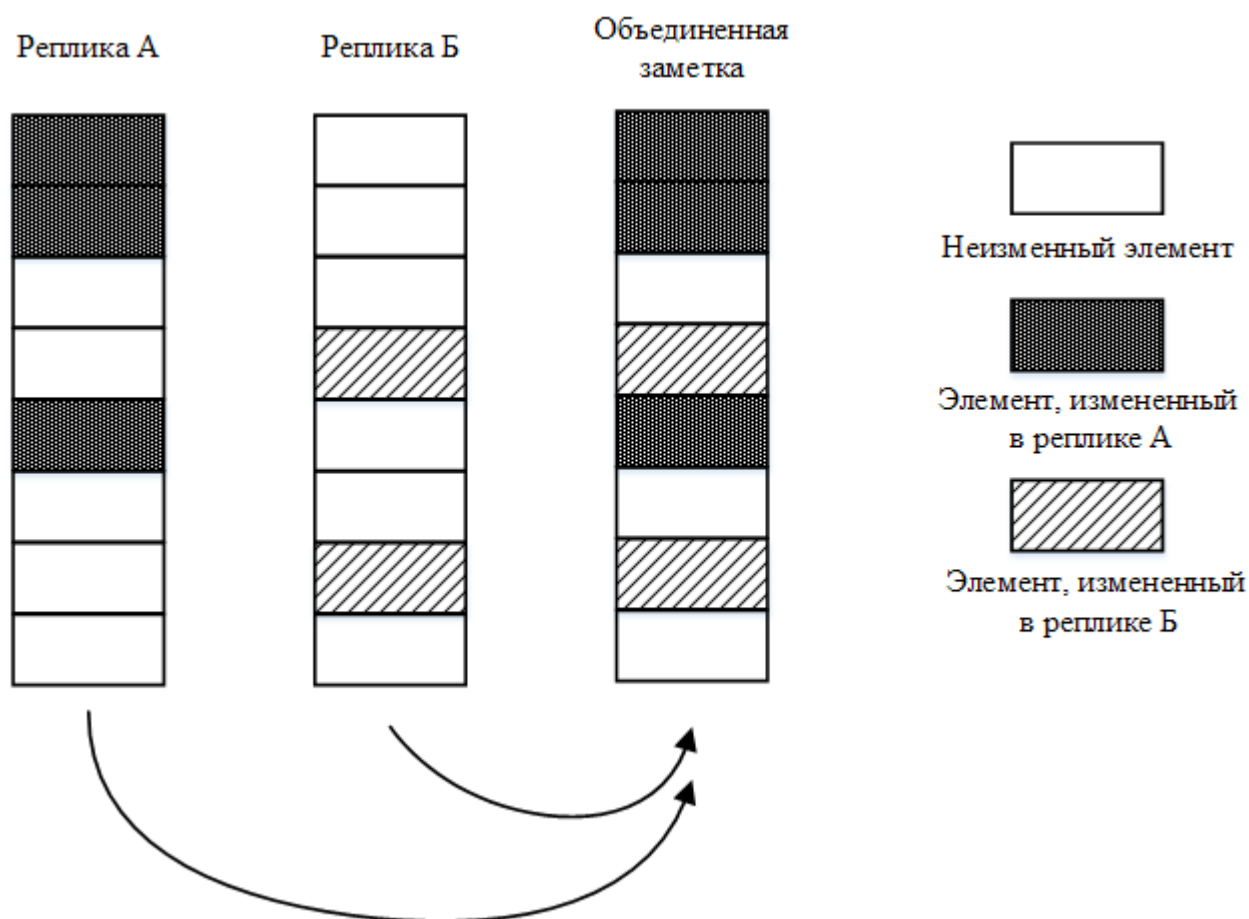 Реплика А
Реплика Б
Объединенная
заметка
Неизменный элемент
Элемент, измененный
в реплике А
Элемент, измененный
в реплике Б